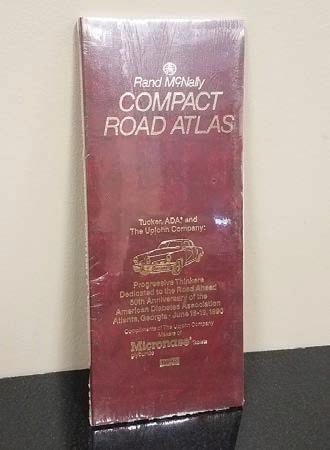 Rand McNally
COMPACT
ROAD ATLAS
Tucker, ADA* and
The Upjohn Company:
Progressive Thinkers
Dedicated to the Road Ahead
50th Anniversary of the
American Diabetes Association
Atlanta, Georgia - June 16-19, 1990
Compliments of The Upjohn Company
Makers of
Micronase Tablets
glyburide